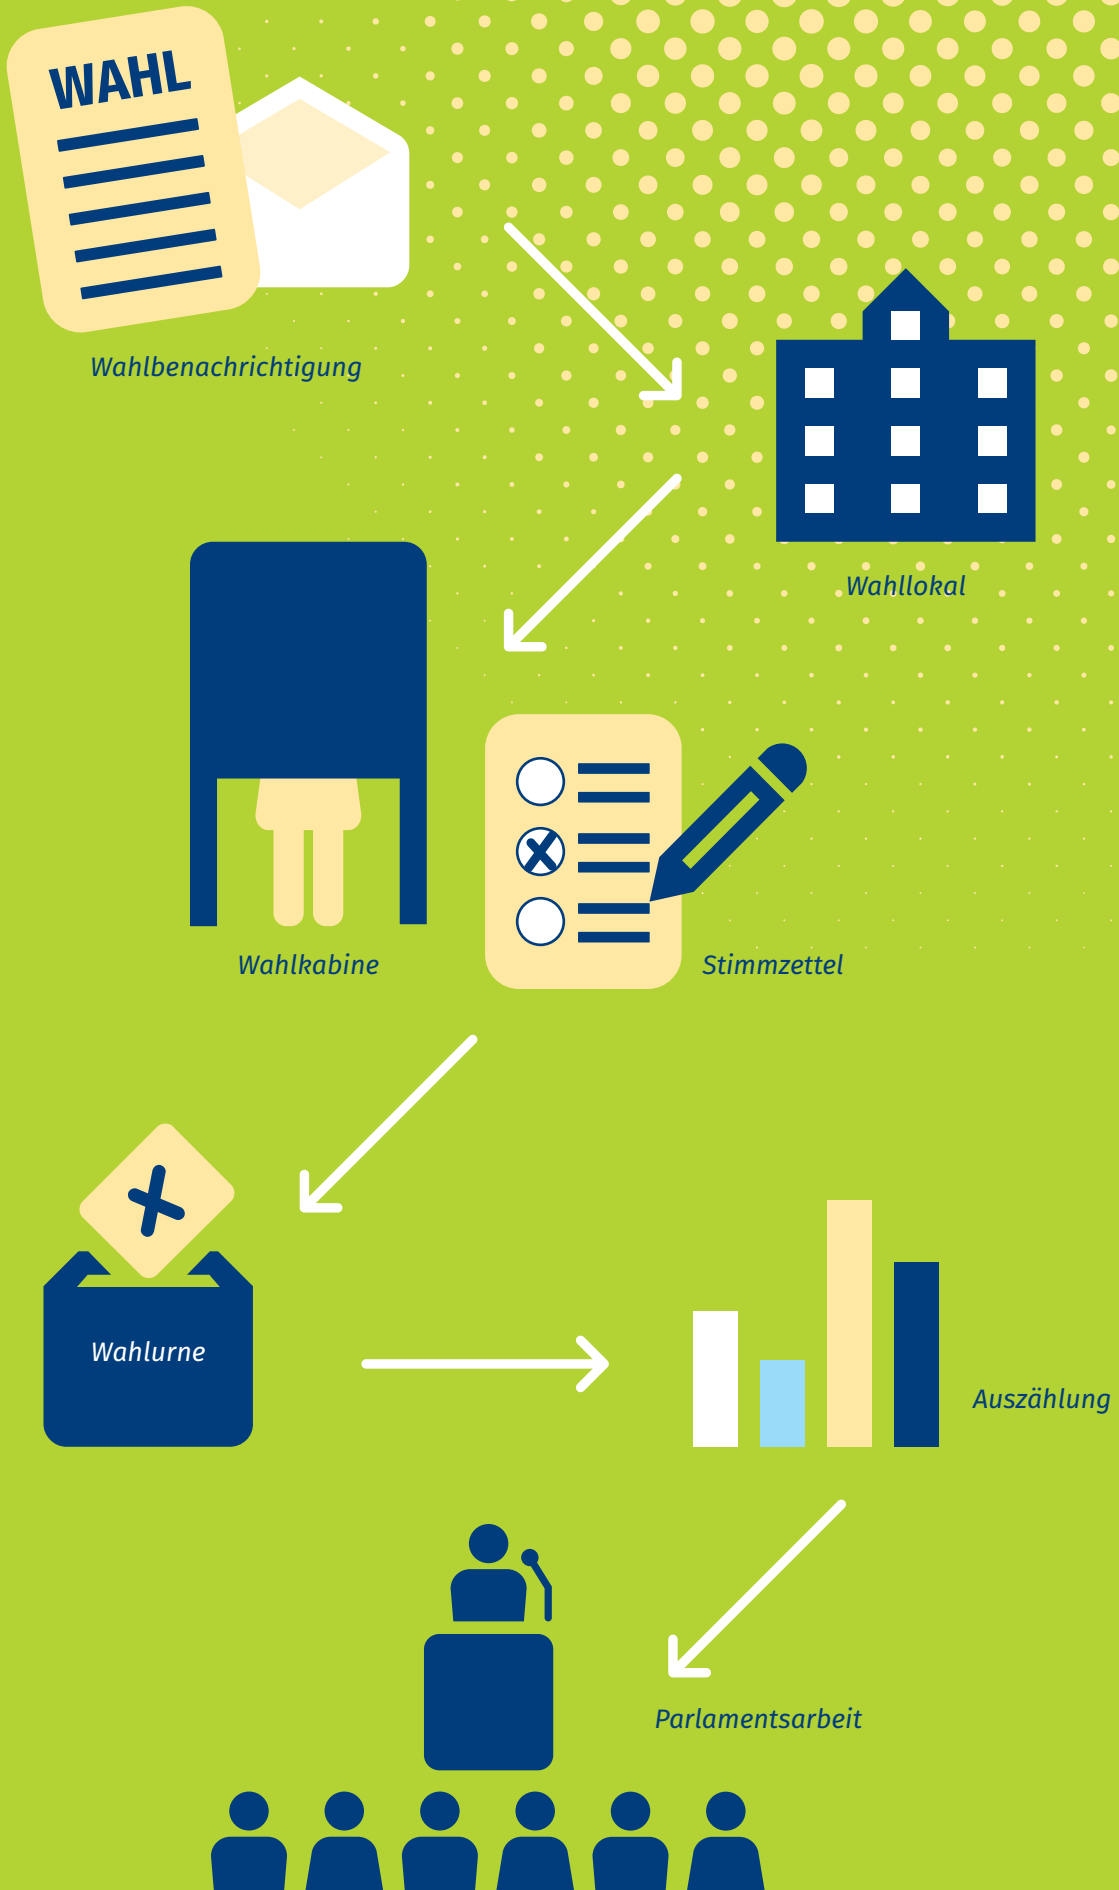 WAHL
Wahlbenachrichtigung
Wahllokal
Wahlkabine
Stimmzettel
Wahlurne
Auszählung
Parlamentsarbeit